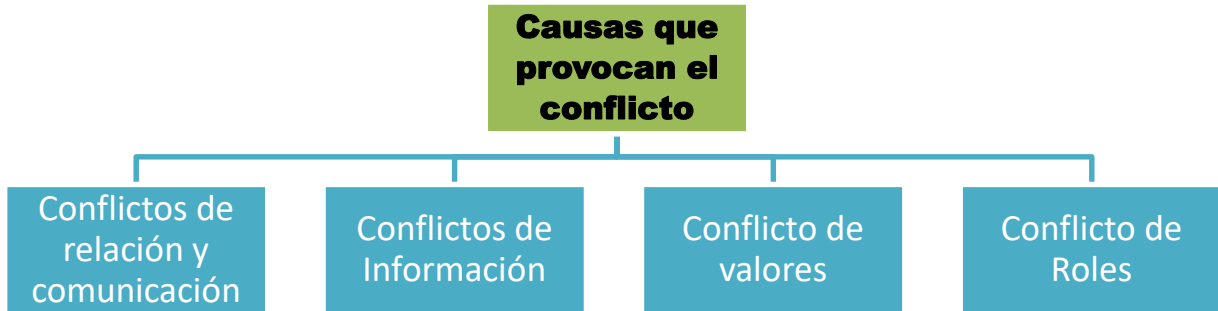 Causas que
provocan el
conflicto
Conflictos de
relación y
comunicación
Conflictos de
Información
Conflicto de
valores
Conflicto de
Roles